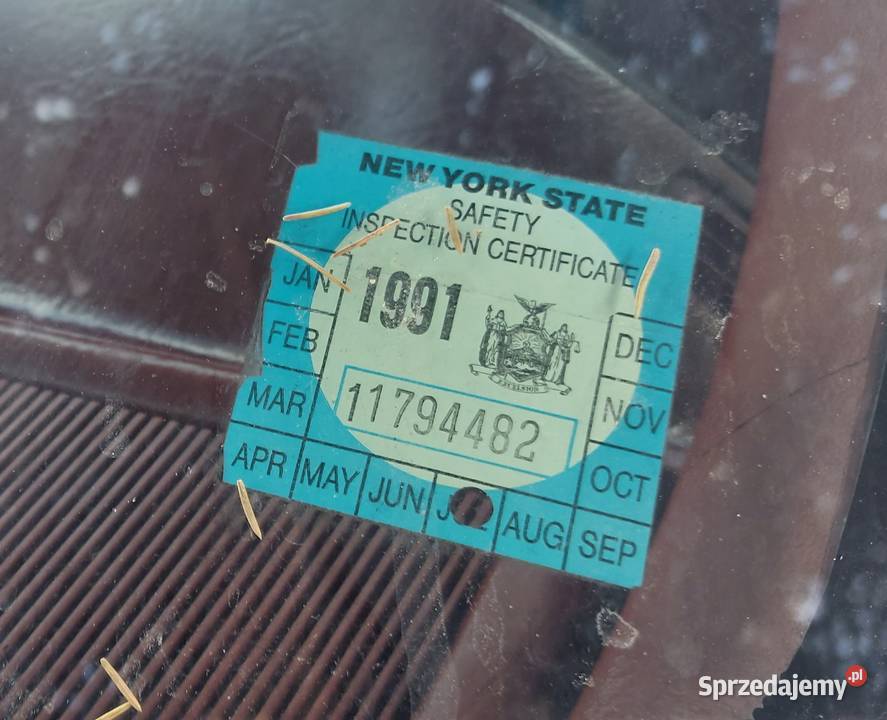 NEW YORK STATE
SAFETY
INSPECTION CERTIFICATE
JAN
1991
DEC
FEB
EXCELSIOR
NOV
MAR
11794482
OCT
APR MAY JUN AUG SEP
Sprzedajemy.pl